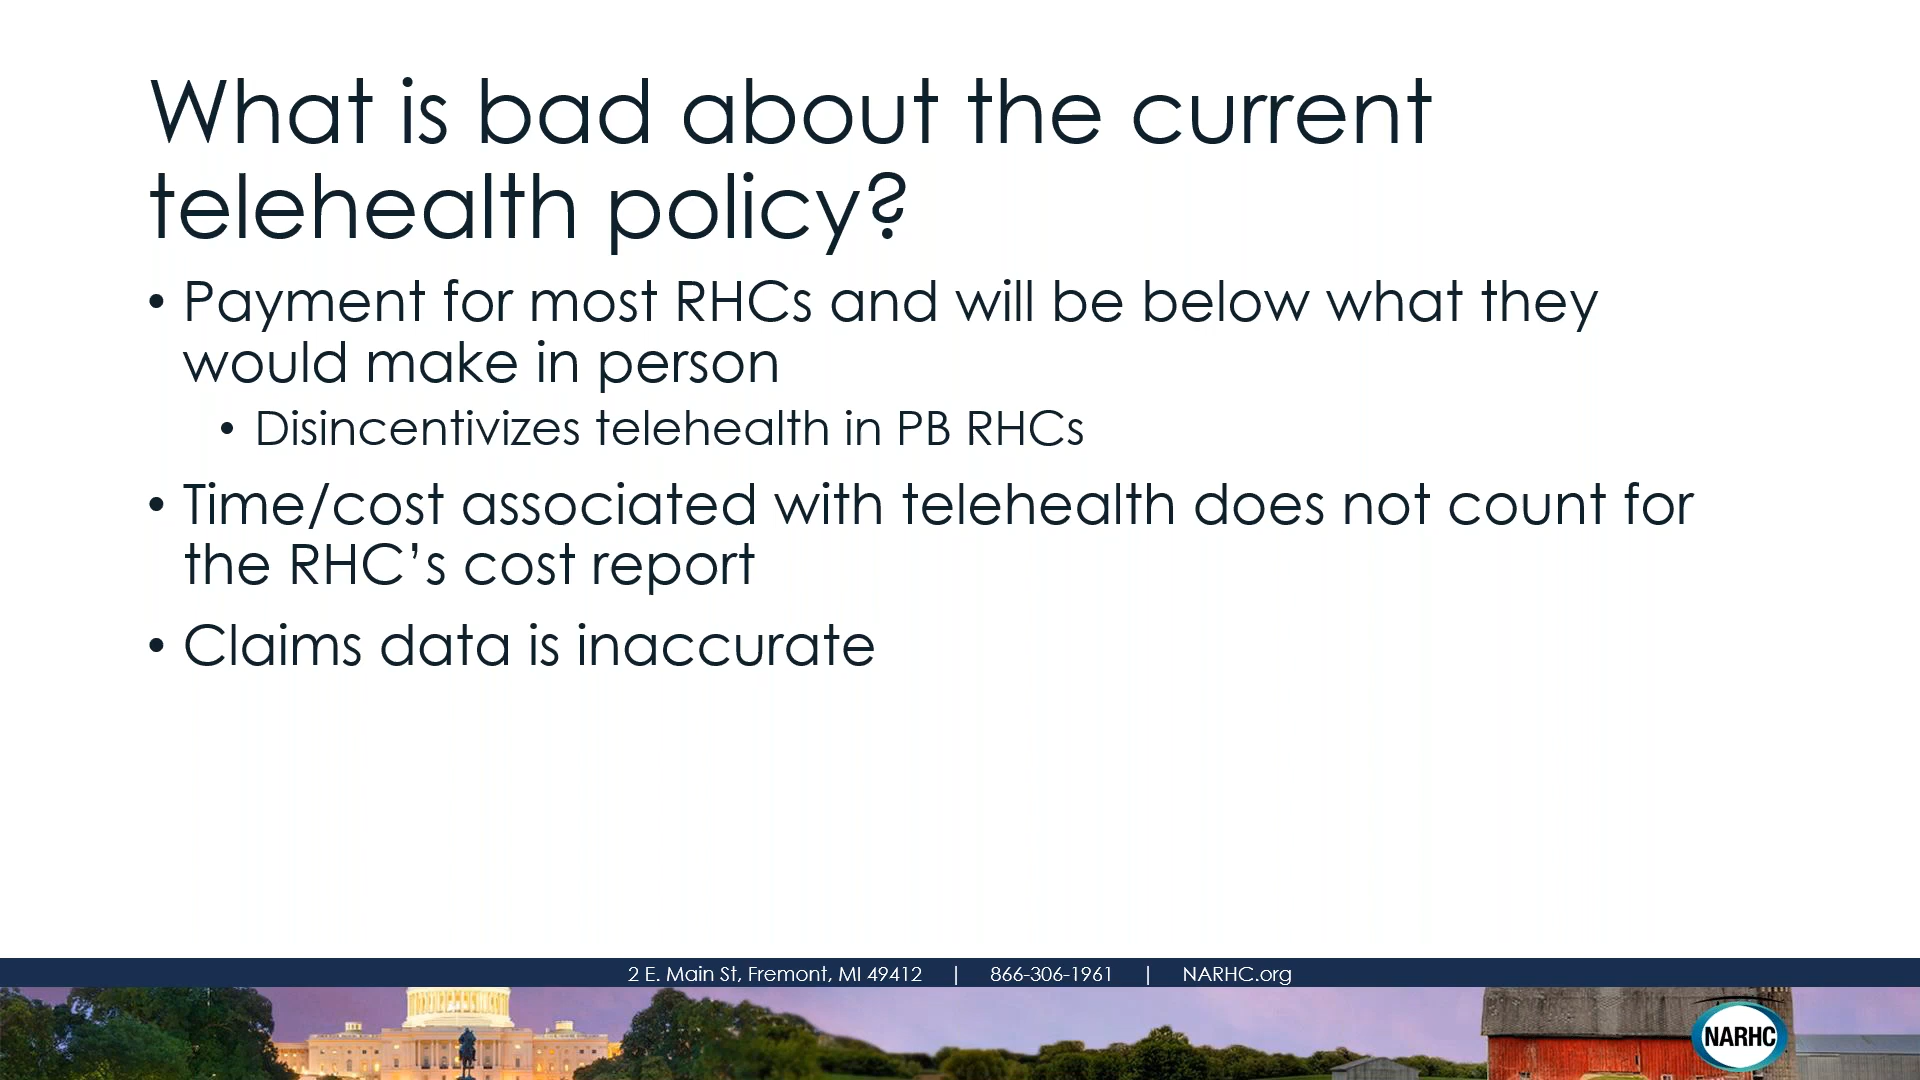 What is bad about the current
telehealth policy?
• Payment for most RHCs and will be below what they
would make in person
• Disincentivizes telehealth in PB RHCs
• Time/cost associated with telehealth does not count for
the RHC’s cost report
• Claims data is inaccurate
2 E. Main St, Fremont, MI 49412 | 866-306-1961 | NARHC.org
NARHC